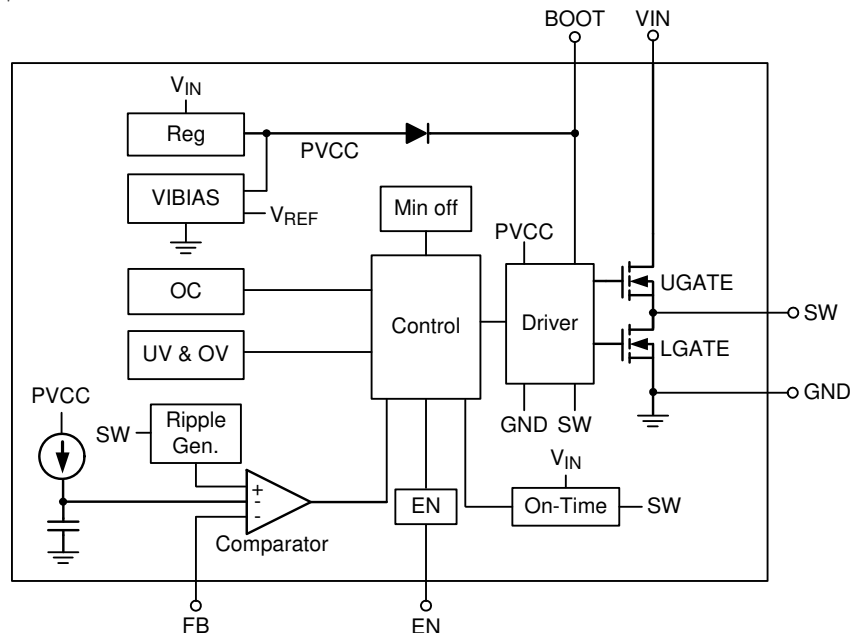 BOOT VIN
VIN
Reg
PVCC
VIBIAS
VREF
Min off
PVCC
OC
Control
Driver
UGATE
SW
UV & OV
LGATE
PVCC
GND
SW
Ripple
Gen.
GND SW
VIN
+
-
-
EN
On-Time
SW
Comparator
FB
EN